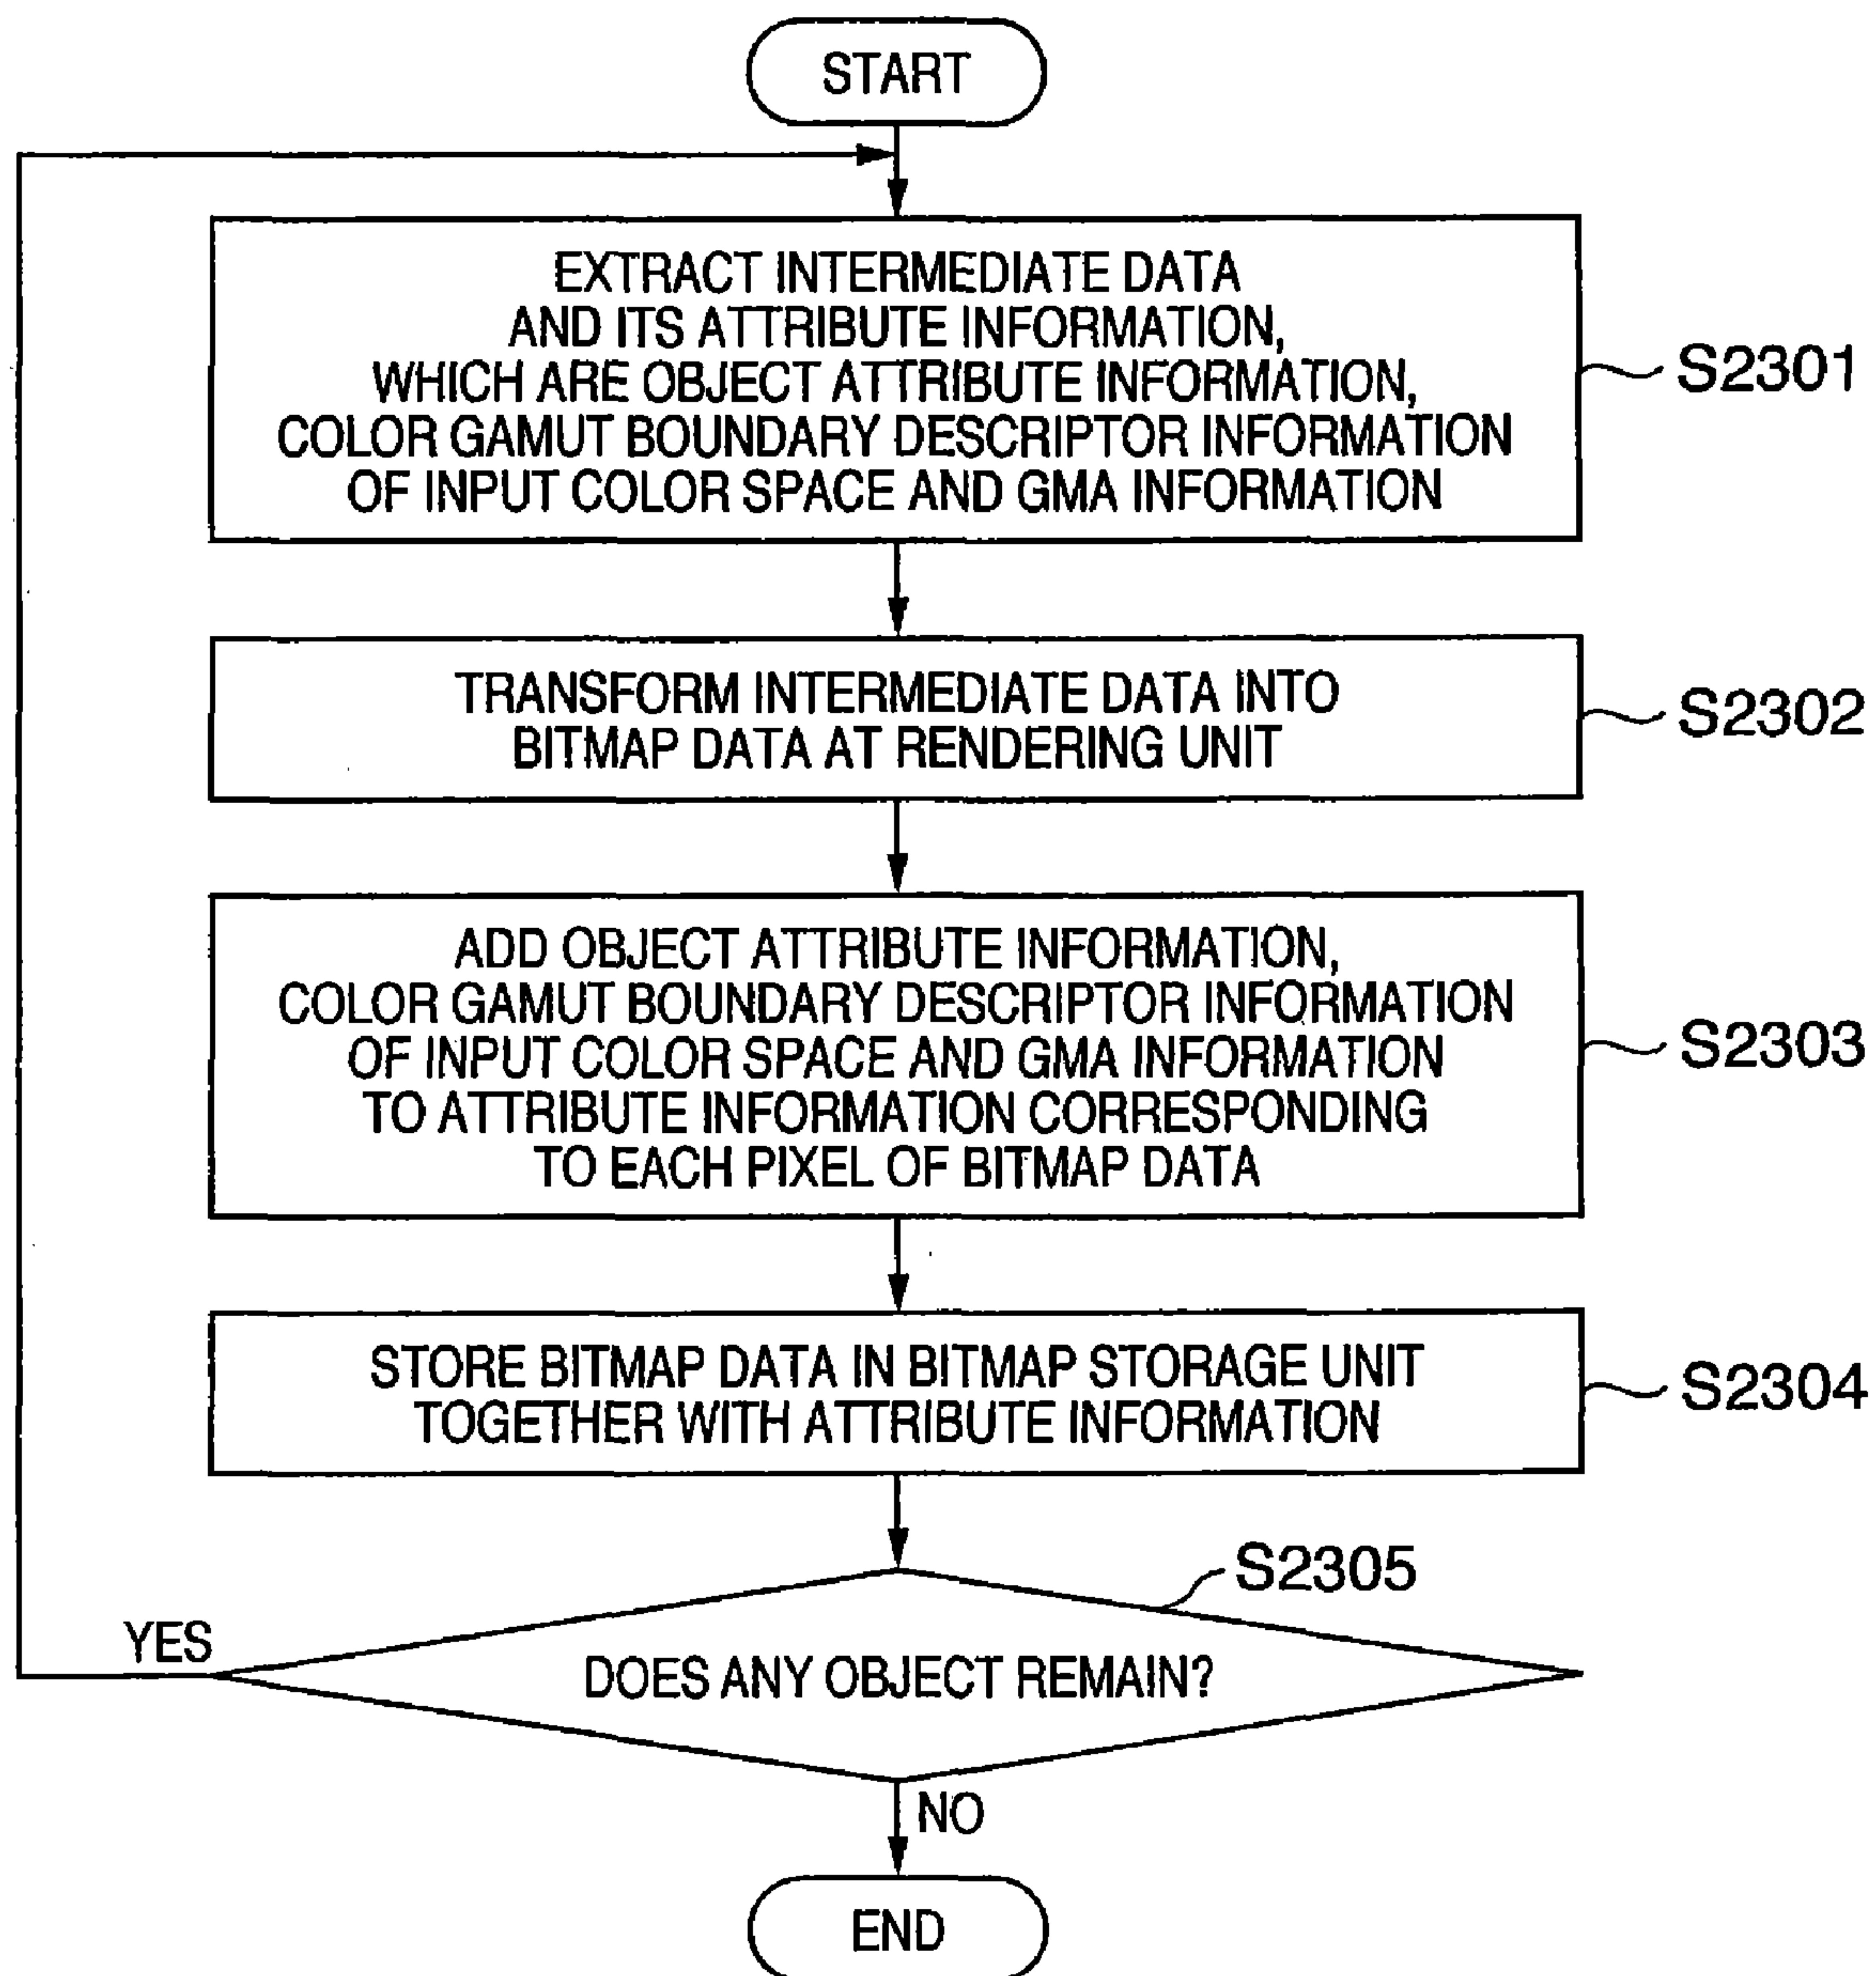 START
EXTRACT INTERMEDIATE DATA
AND ITS ATTRIBUTE INFORMATION,
WHICH ARE OBJECT ATTRIBUTE INFORMATION,
COLOR GAMUT BOUNDARY DESCRIPTOR INFORMATION
OF INPUT COLOR SPACE AND GMA INFORMATION
S2301
TRANSFORM INTERMEDIATE DATA INTO
BITMAP DATA AT RENDERING UNIT
S2302
ADD OBJECT ATTRIBUTE INFORMATION,
COLOR GAMUT BOUNDARY DESCRIPTOR INFORMATION
OF INPUT COLOR SPACE AND GMA INFORMATION
TO ATTRIBUTE INFORMATION CORRESPONDING
TO EACH PIXEL OF BITMAP DATA
S2303
STORE BITMAP DATA IN BITMAP STORAGE UNIT
TOGETHER WITH ATTRIBUTE INFORMATION
S2304
S2305
YES
DOES ANY OBJECT REMAIN?
NO
END